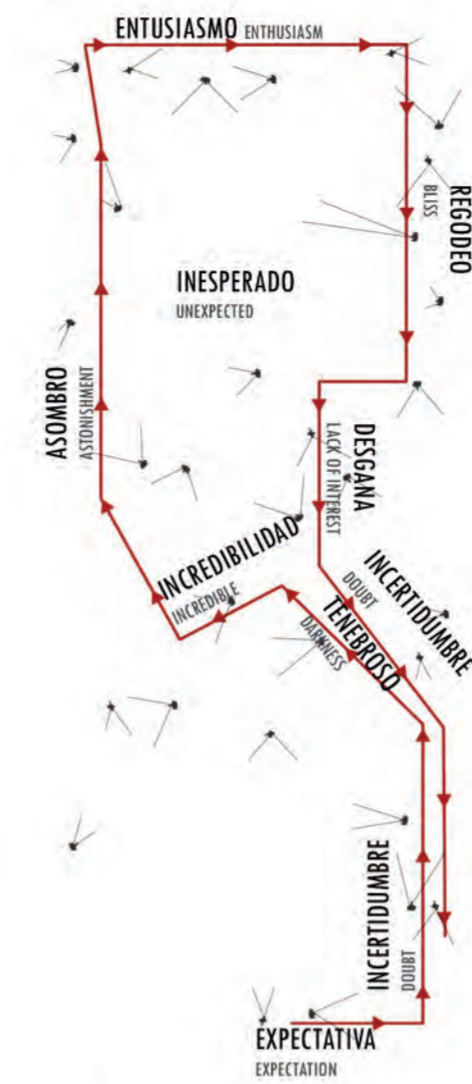 ENTUSIASMO ENTHUSIASM
REGODEO
BLISS
INESPERADO
UNEXPECTED
ASOMBRO
ASTONISHMENT
DESGANA
LACK OF INTEREST
INCREDIBILIDAD
INCREDIBLE
INCERTIDUMBRE
DOUBT
TENEBROSO
DARKNESS
INCERTIDUMBRE
DOUBT
EXPECTATIVA
EXPECTATION